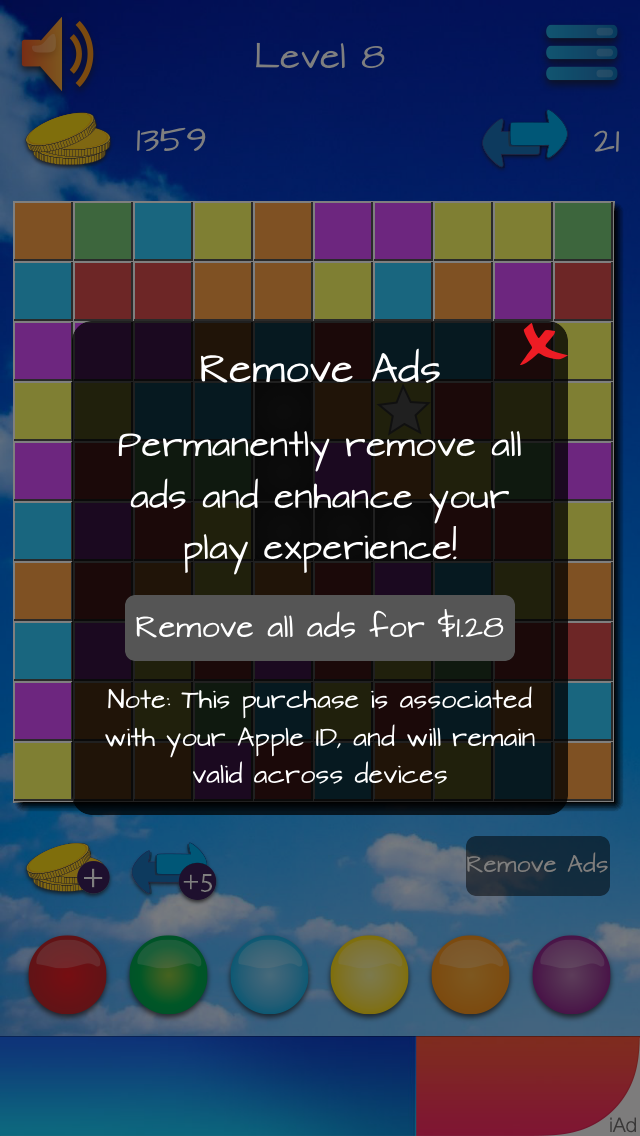 Level 8
1359
21
Remove Ads
Permanently remove all
ads and enhance your
play experience!
Remove all ads for $1.28
Note: This purchase is associated
with your Apple ID, and will remain
valid across devices
+
+5
Remove Ads
iAd